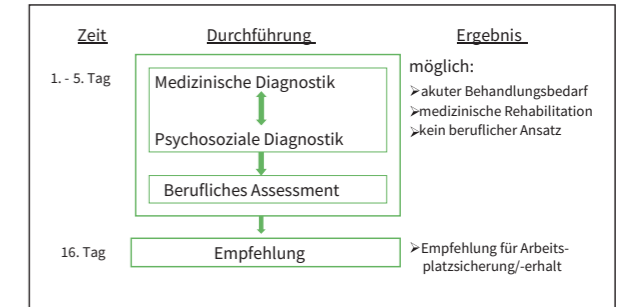 Zeit Durchführung Ergebnis
1. - 5. Tag
Medizinische Diagnostik
Psychosoziale Diagnostik
Berufliches Assessment
möglich:
➢akuter Behandlungsbedarf
➢medizinische Rehabilitation
➢kein beruflicher Ansatz
16. Tag
Empfehlung
➢Empfehlung für Arbeits-
platzsicherung/-erhalt